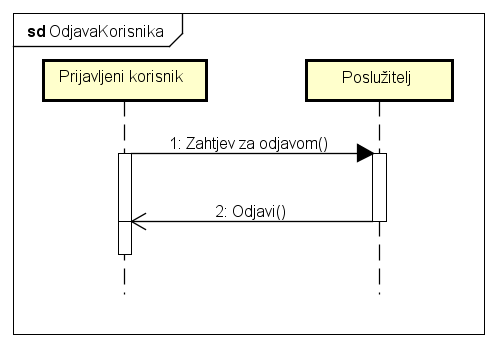 sd OdjavaKorisnika
Prijavljeni korisnik
Poslužitelj
1: Zahtjev za odjavom()
2: Odjavi()